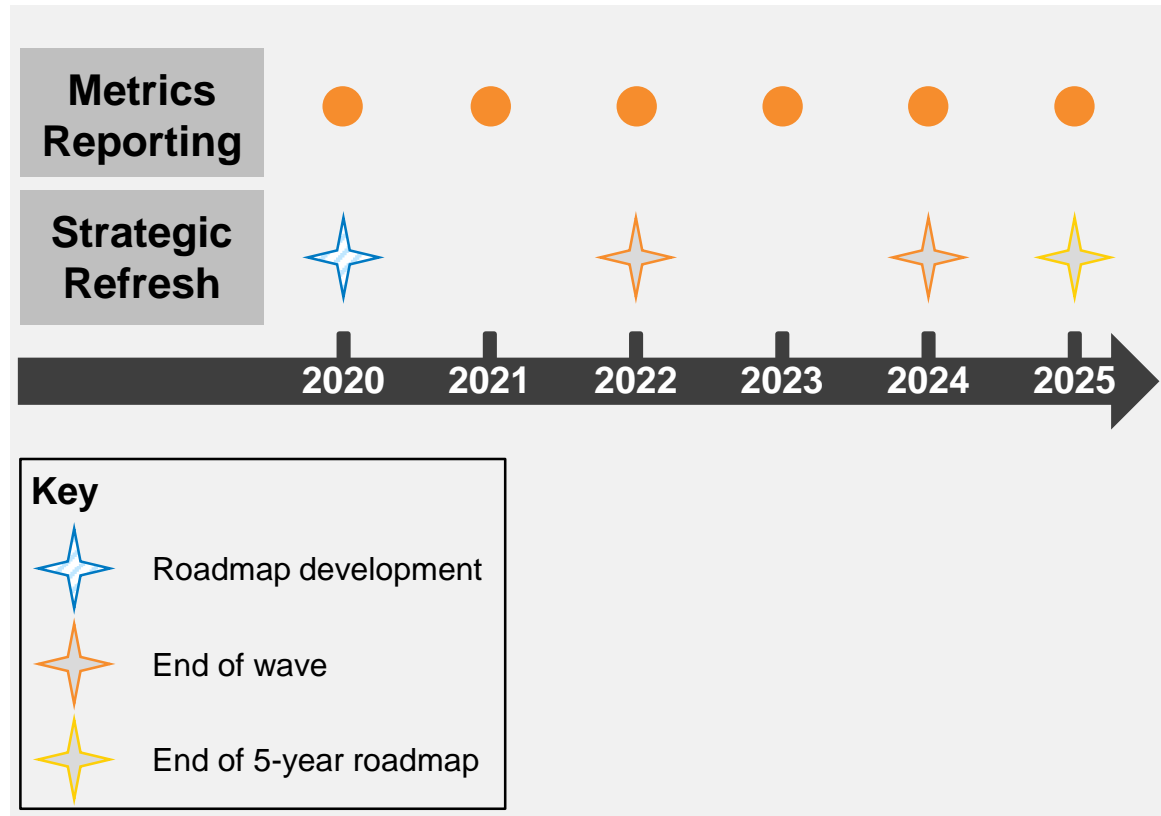 Metrics
Reporting
Strategic
Refresh
2020 2021 2022 2023 2024 2025
Key
Roadmap development
End of wave
End of 5-year roadmap